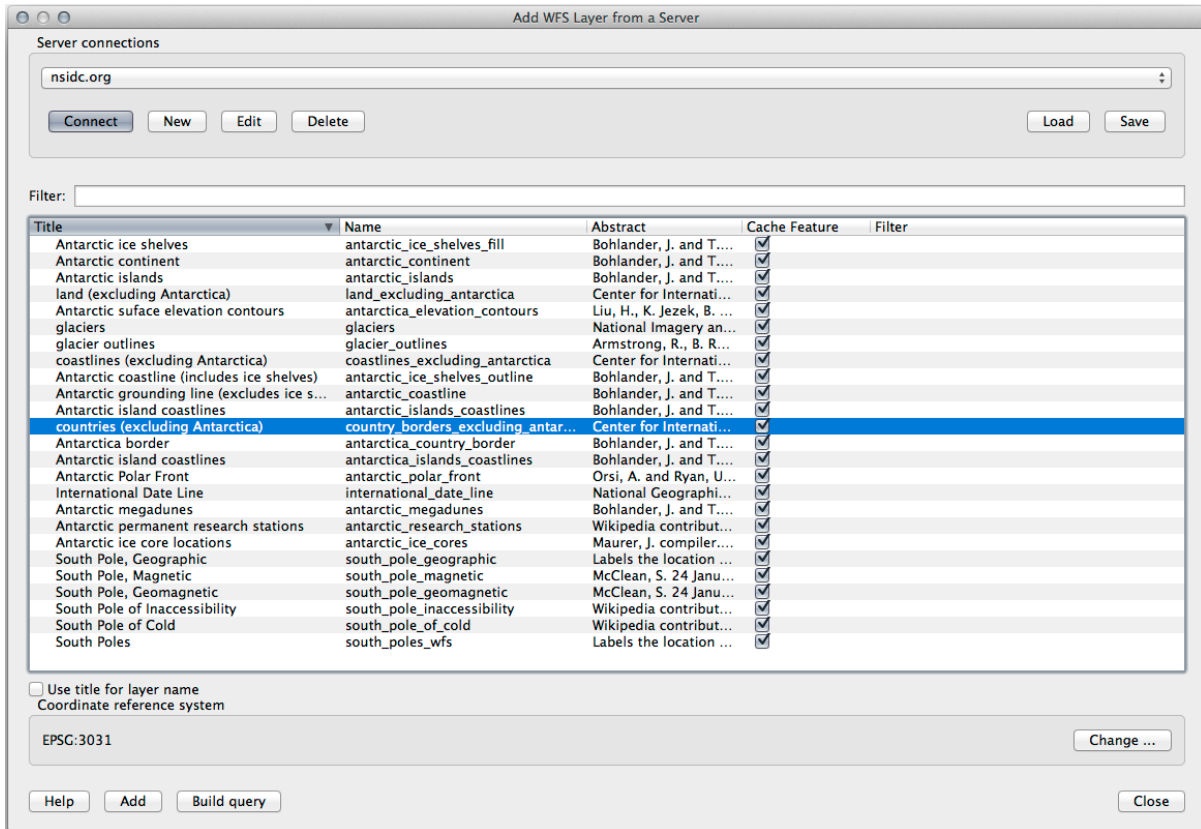 Add WFS Layer from a Server
Server connections
nsidc.org
Connect New Edit Delete Load Save
Filter:
Title Name Abstract Cache Feature Filter
Antarctic ice shelves antarctic_ice_shelves_fill Bohlander, J. and T....
Antarctic continent antarctic_continent Bohlander, J. and T....
Antarctic islands antarctic_islands Bohlander, J. and T....
land (excluding Antarctica) land_excluding_antarctica Center for Internati...
Antarctic suface elevation contours antarctica_elevation_contours Liu, H., K. Jezek, B. ...
glaciers glaciers National Imagery an...
glacier outlines glacier_outlines Armstrong, R., B. R...
coastlines (excluding Antarctica) coastlines_excluding_antarctica Center for Internati...
Antarctic coastline (includes ice shelves) antarctic_ice_shelves_outline Bohlander, J. and T....
Antarctic grounding line (excludes ice s... antarctic_coastline Bohlander, J. and T....
Antarctic island coastlines antarctic_islands_coastlines Bohlander, J. and T....
countries (excluding Antarctica) country_borders_excluding_antar... Center for Internati...
Antarctica border antarctica_country_border Bohlander, J. and T....
Antarctic island coastlines antarctica_islands_coastlines Bohlander, J. and T....
Antarctic Polar Front antarctic_polar_front Orsi, A. and Ryan, U...
International Date Line international_date_line National Geographi...
Antarctic megadunes antarctic_megadunes Bohlander, J. and T....
Antarctic permanent research stations antarctic_research_stations Wikipedia contribut...
Antarctic ice core locations antarctic_ice_cores Maurer, J. compiler....
South Pole, Geographic south_pole_geographic Labels the location ...
South Pole, Magnetic south_pole_magnetic McClean, S. 24 Janu...
South Pole, Geomagnetic south_pole_geomagnetic McClean, S. 24 Janu...
South Pole of Inaccessibility south_pole_inaccessibility Wikipedia contribut...
South Pole of Cold south_pole_of_cold Wikipedia contribut...
South Poles south_poles_wfs Labels the location ...
Use title for layer name
Coordinate reference system
EPSG:3031
Change ...
Help Add Build query Close